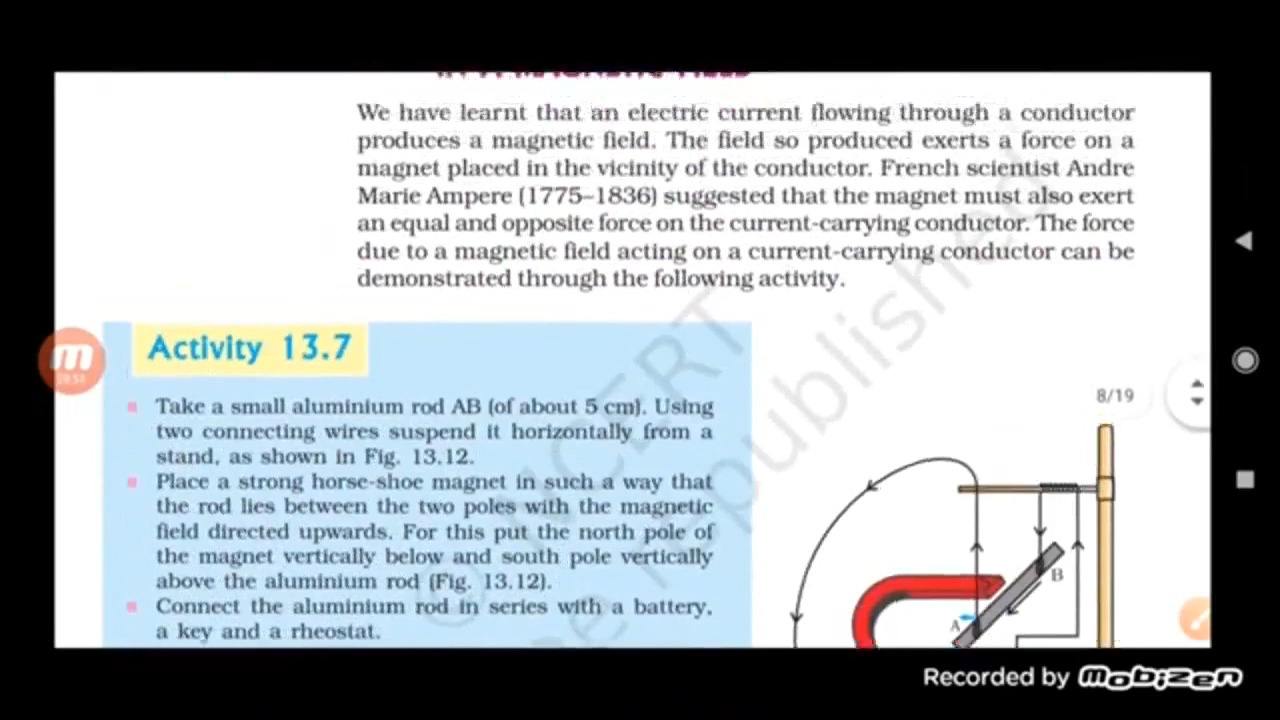 We have learnt that an electric current flowing through a conductor
produces a magnetic field. The field so produced exerts a force on a
magnet placed in the vicinity of the conductor. French scientist Andre
Marie Ampere (1775–1836) suggested that the magnet must also exert
an equal and opposite force on the current-carrying conductor. The force
due to a magnetic field acting on a current-carrying conductor can be
demonstrated through the following activity.
Activity 13.7
Take a small aluminium rod AB (of about 5 cm). Using
two connecting wires suspend it horizontally from a
stand, as shown in Fig. 13.12.
Place a strong horse-shoe magnet in such a way that
the rod lies between the two poles with the magnetic
field directed upwards. For this put the north pole of
the magnet vertically below and south pole vertically
above the aluminium rod (Fig. 13.12).
Connect the aluminium rod in series with a battery,
a key and a rheostat.
8/19
B
A
© NCERT
republished
Recorded by mobizen